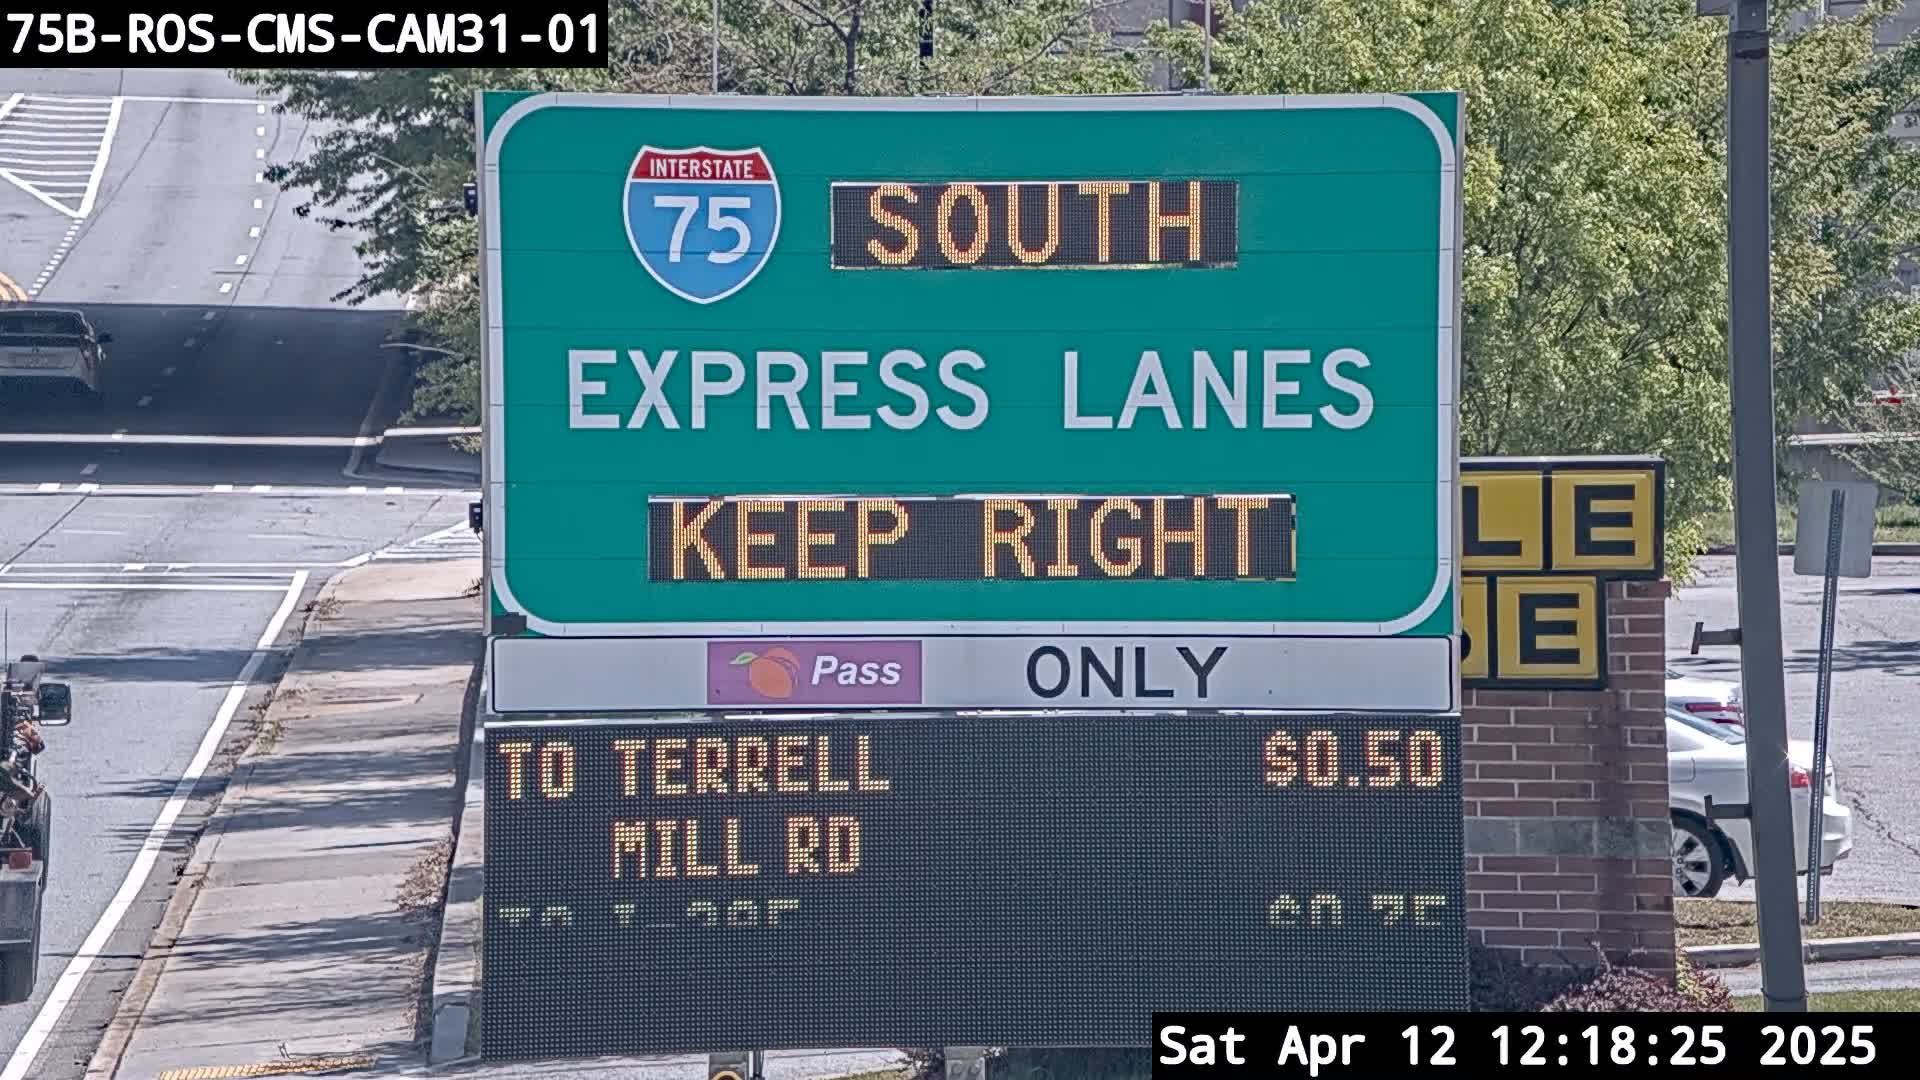 75B-ROS-CMS-CAM31-01
INTERSTATE
75
SOUTH
EXPRESS LANES
KEEP RIGHT
LE
E
Pass ONLY
TO TERRELL $0.50
MILL RD
Sat Apr 12 12:18:25 2025